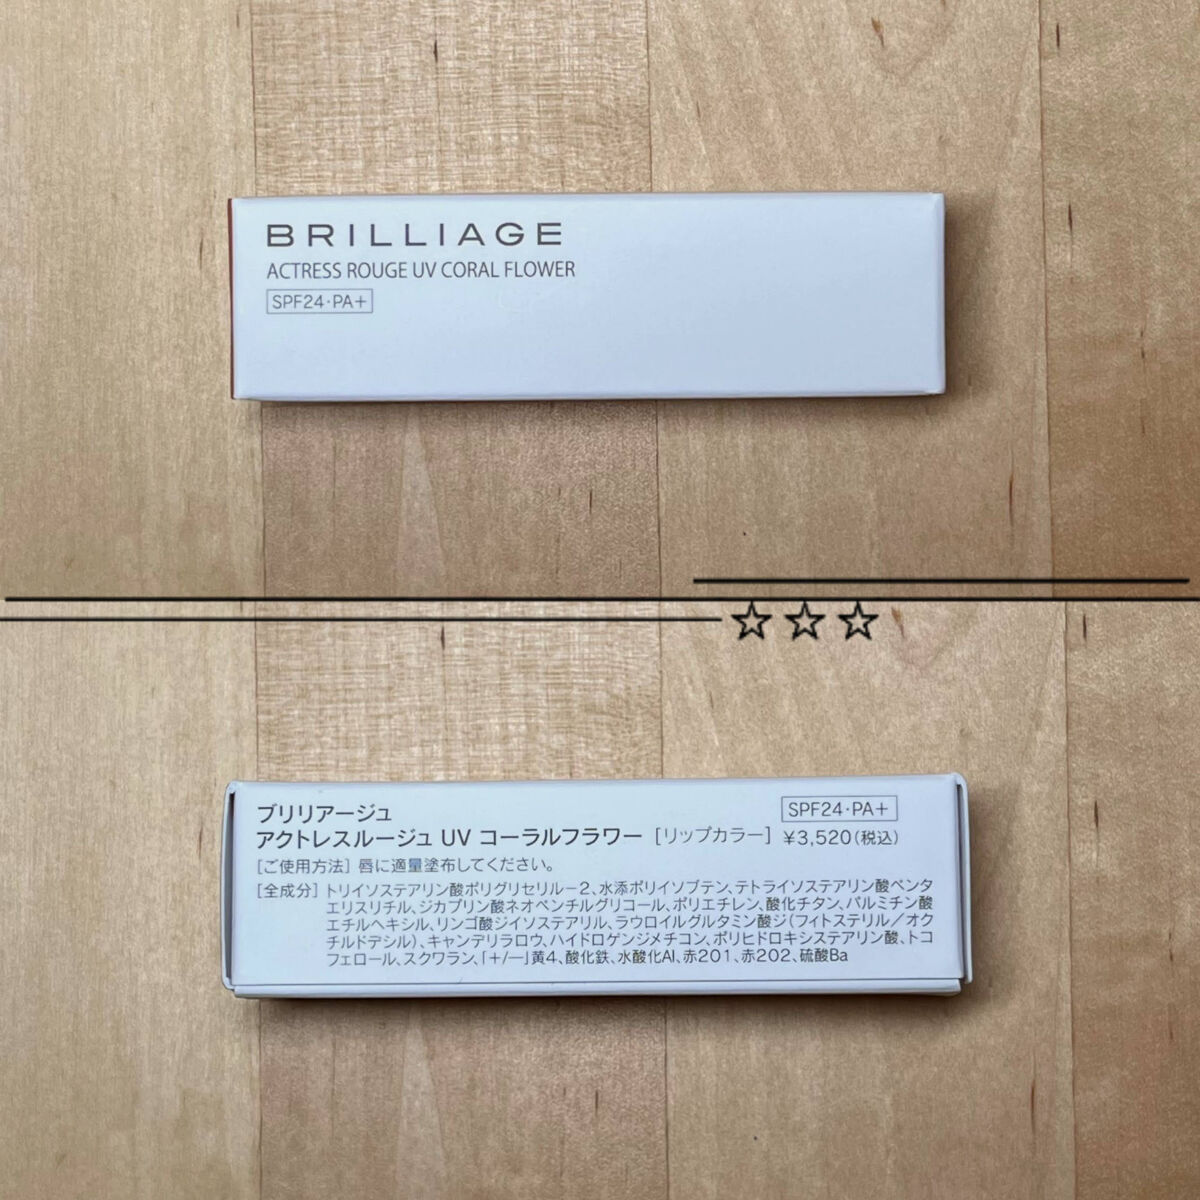 BRILLIAGE
ACTRESS ROUGE UV CORAL FLOWER
SPF24·PA+
☆☆☆
ブリリアージュ
SPF24·PA+
アクトレスルージュ UV コーラルフラワー [リップカラー] ¥3,520(税込)
[ご使用方法] 唇に適量塗布してください。
[全成分] トリイソステアリン酸ポリグリセリル-2、水添ポリイソブテン、テトライソステアリン酸ペンタ
エリスリチル、ジカプリン酸ネオペンチルグリコール、ポリエチレン、酸化チタン、パルミチン酸
エチルヘキシル、リンゴ酸ジイソステアリル、ラウロイルグルタミン酸ジ(フィトステリル/オク
チルドデシル)、キャンデリラロウ、ハイドロゲンジメチコン、ポリヒドロキシステアリン酸、トコ
フェロール、スクワラン、「+/-」黄4、酸化鉄、水酸化Al、赤201、赤202、硫酸Ba